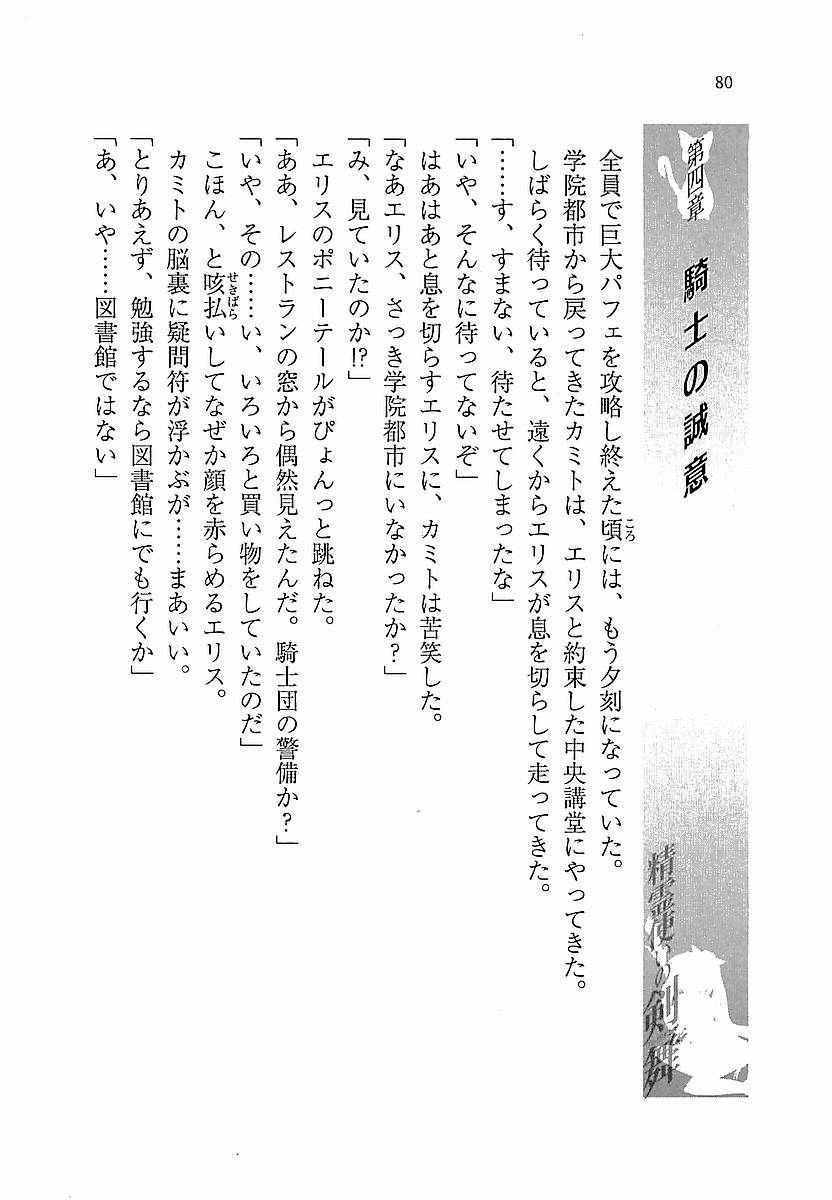 80
第四章 騎士の誠意
精霊使いの剣舞
全員で巨大パフェを攻略し終えた頃には、もう夕刻になっていた。
学院都市から戻ってきたカミトは、エリスと約束した中央講堂にやってきた。
しばらく待っていると、遠くからエリスが息を切らして走ってきた。
「……す、すまない、待たせてしまったな」
「いや、そんなに待ってないぞ」
はあはあと息を切らすエリスに、カミトは苦笑した。
「なあエリス、さっき学院都市にいなかったか？」
「み、見ていたのか!?」
エリスのポニーテールがぴょんっと跳ねた。
「ああ、レストランの窓から偶然見えたんだ。騎士団の警備か？」
「いや、その……い、いろいろと買い物をしていたのだ」
こほん、と咳払いしてなぜか顔を赤らめるエリス。
カミトの脳裏に疑問符が浮かぶが……まあいい。
「とりあえず、勉強するなら図書館にでも行くか」
「あ、いや……図書館ではない」
ころ
せきばら